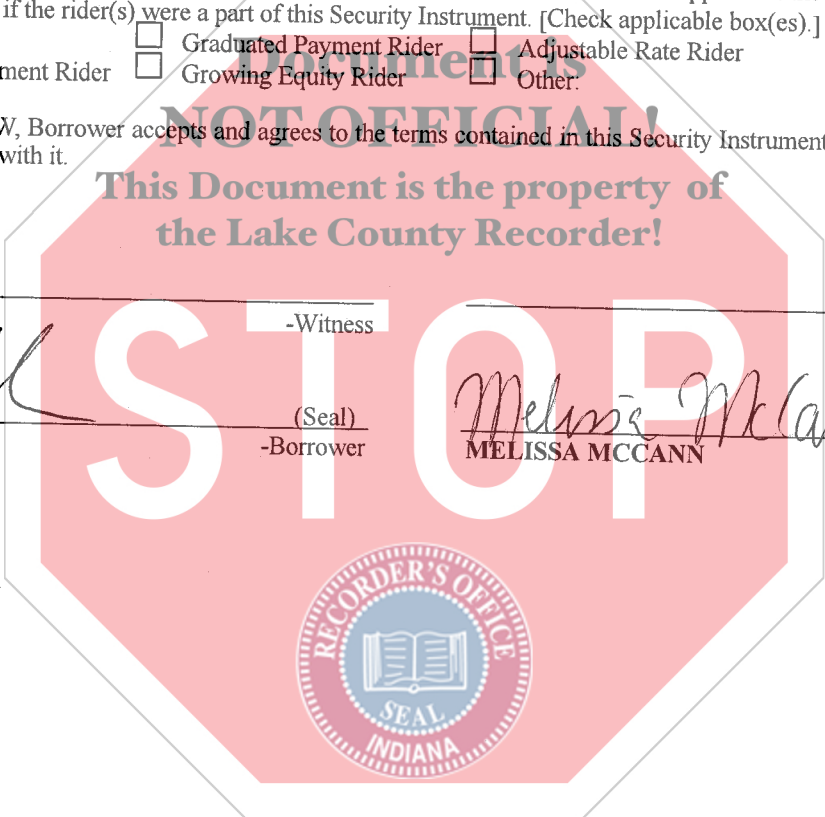 if the rider(s) were a part of this Security Instrument. [Check applicable box(es).]
Graduated Payment Rider Adjustable Rate Rider
ment Rider Growing Equity Rider Other:
Document is
NOT OFFICIAL!
W, Borrower accepts and agrees to the terms contained in this Security Instrument
with it.
This Document is the property of
the Lake County Recorder!
-Witness
STOP
(Seal) Melissa McCa
-Borrower MELISSA MCCANN
RECORDER'S OFFICE
SEAL
INDIANA